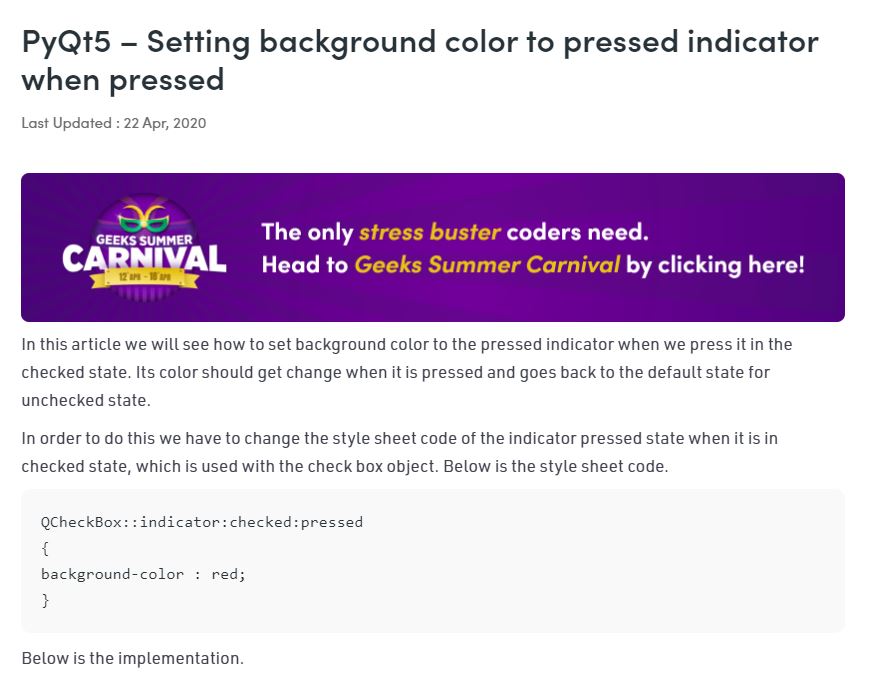 PyQt5 – Setting background color to pressed indicator
when pressed
Last Updated : 22 Apr, 2020
GEEKS SUMMER
CARNIVAL
12 APR - 18 APR
The only stress buster coders need.
Head to Geeks Summer Carnival by clicking here!
In this article we will see how to set background color to the pressed indicator when we press it in the
checked state. Its color should get change when it is pressed and goes back to the default state for
unchecked state.
In order to do this we have to change the style sheet code of the indicator pressed state when it is in
checked state, which is used with the check box object. Below is the style sheet code.
QCheckBox::indicator:checked:pressed
{
background-color : red;
}
Below is the implementation.